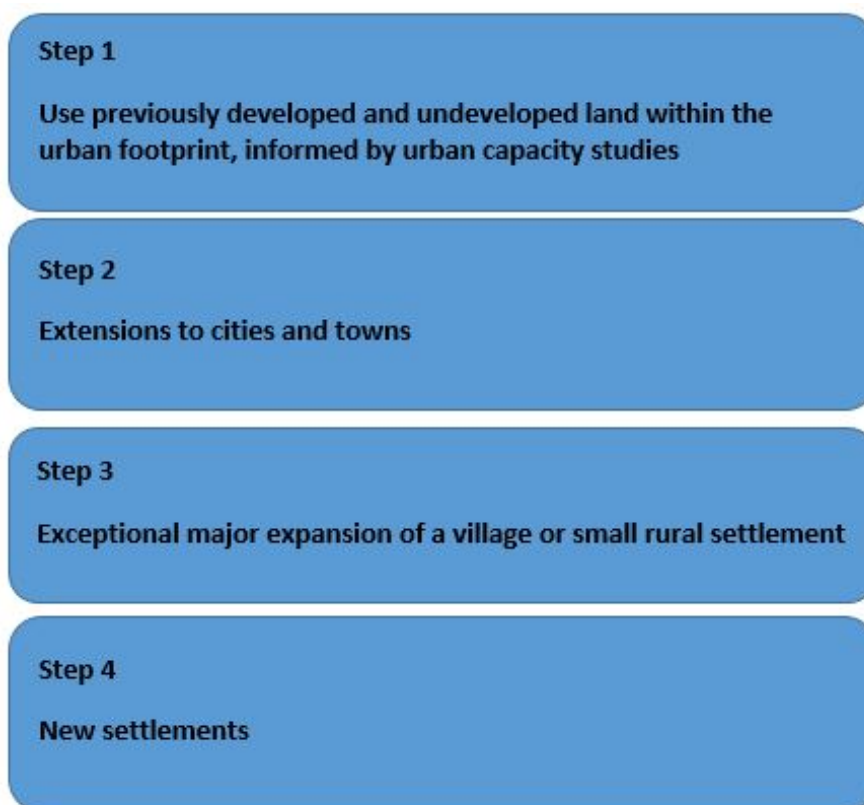 Step 1
Use previously developed and undeveloped land within the
urban footprint, informed by urban capacity studies
Step 2
Extensions to cities and towns
Step 3
Exceptional major expansion of a village or small rural settlement
Step 4
New settlements